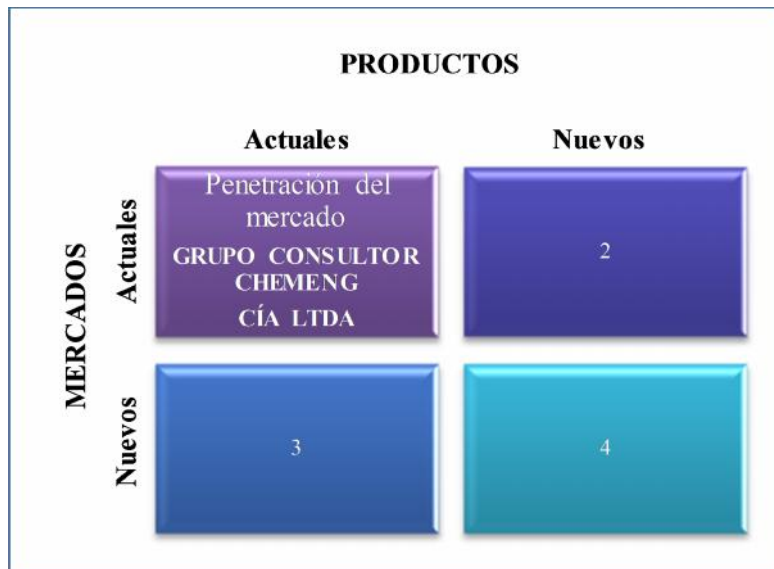 PRODUCTOS
Actuales
Nuevos
MERCADOS
Actuales
Penetración del
mercado
GRUPO CONSULTOR
CHEMENG
CÍA LTDA
2
Nuevos
3
4